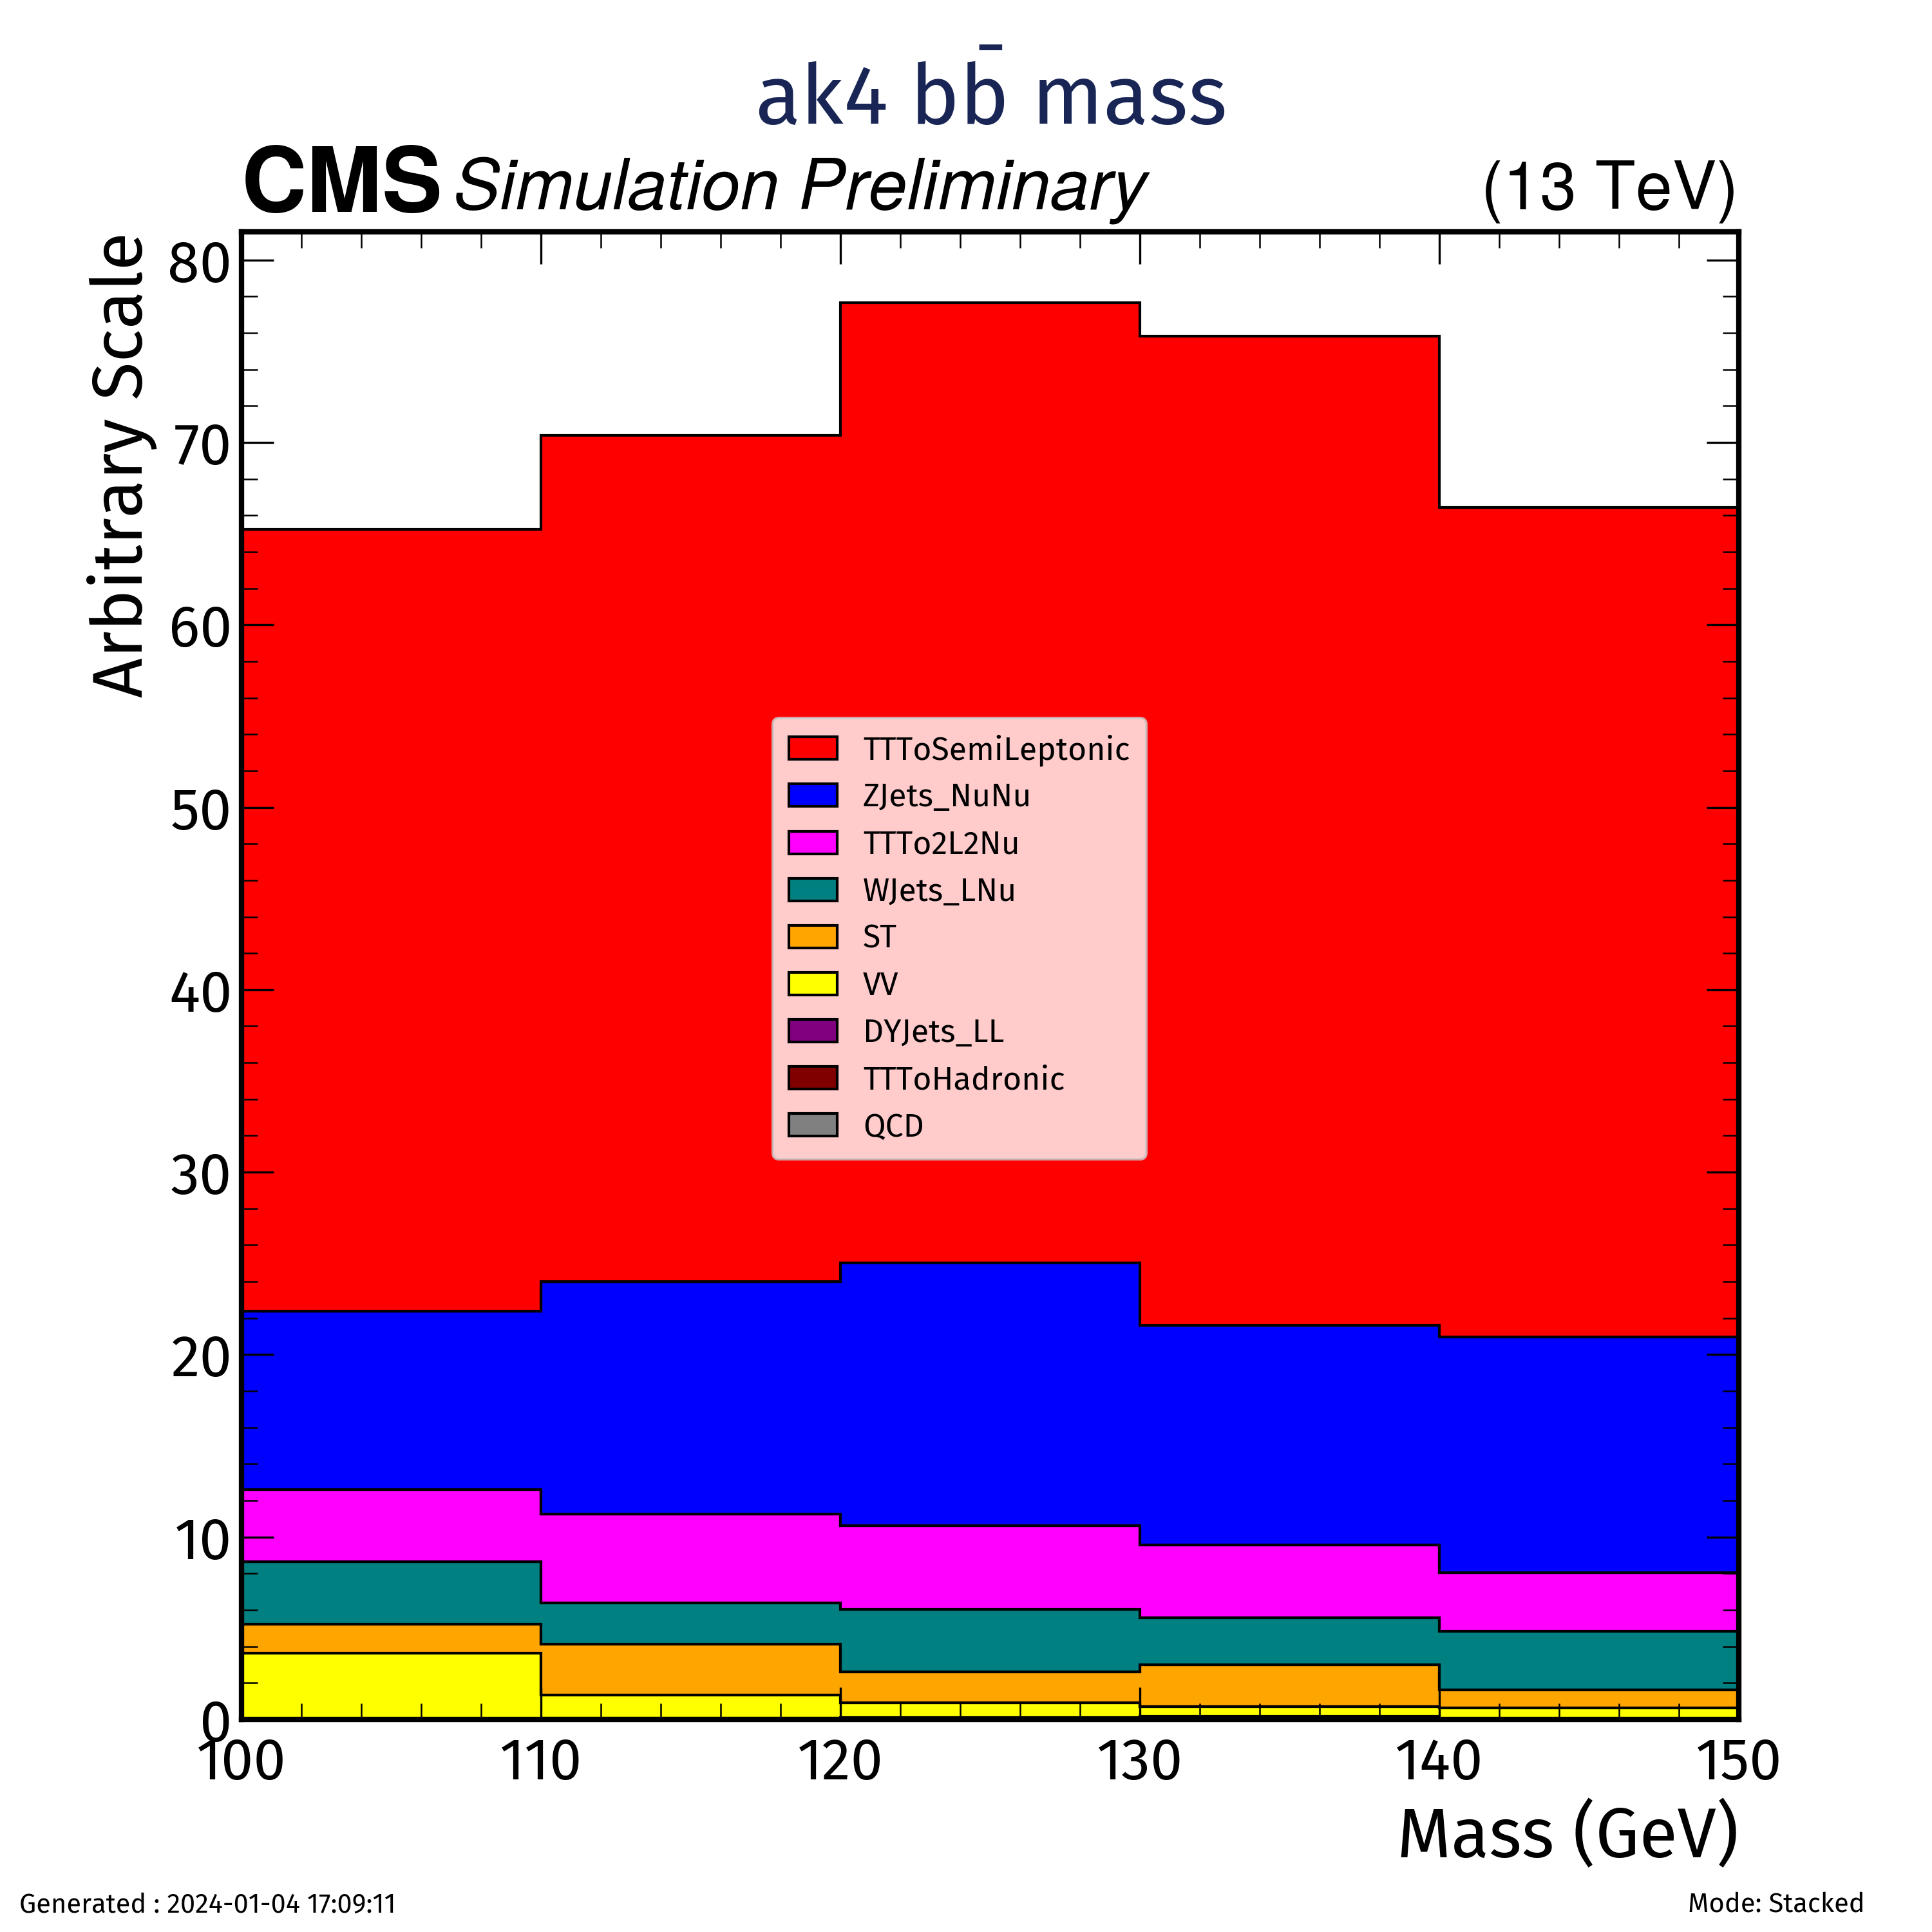 ak4 bb̄ mass
CMS Simulation Preliminary (13 TeV)
Arbitrary Scale
80
70
60
50
40
30
20
10
0
TTToSemiLeptonic
ZJets_NuNu
TTTo2L2Nu
WJets_LNu
ST
VV
DYJets_LL
TTToHadronic
QCD
100 110 120 130 140 150
Mass (GeV)
Generated : 2024-01-04 17:09:11
Mode: Stacked